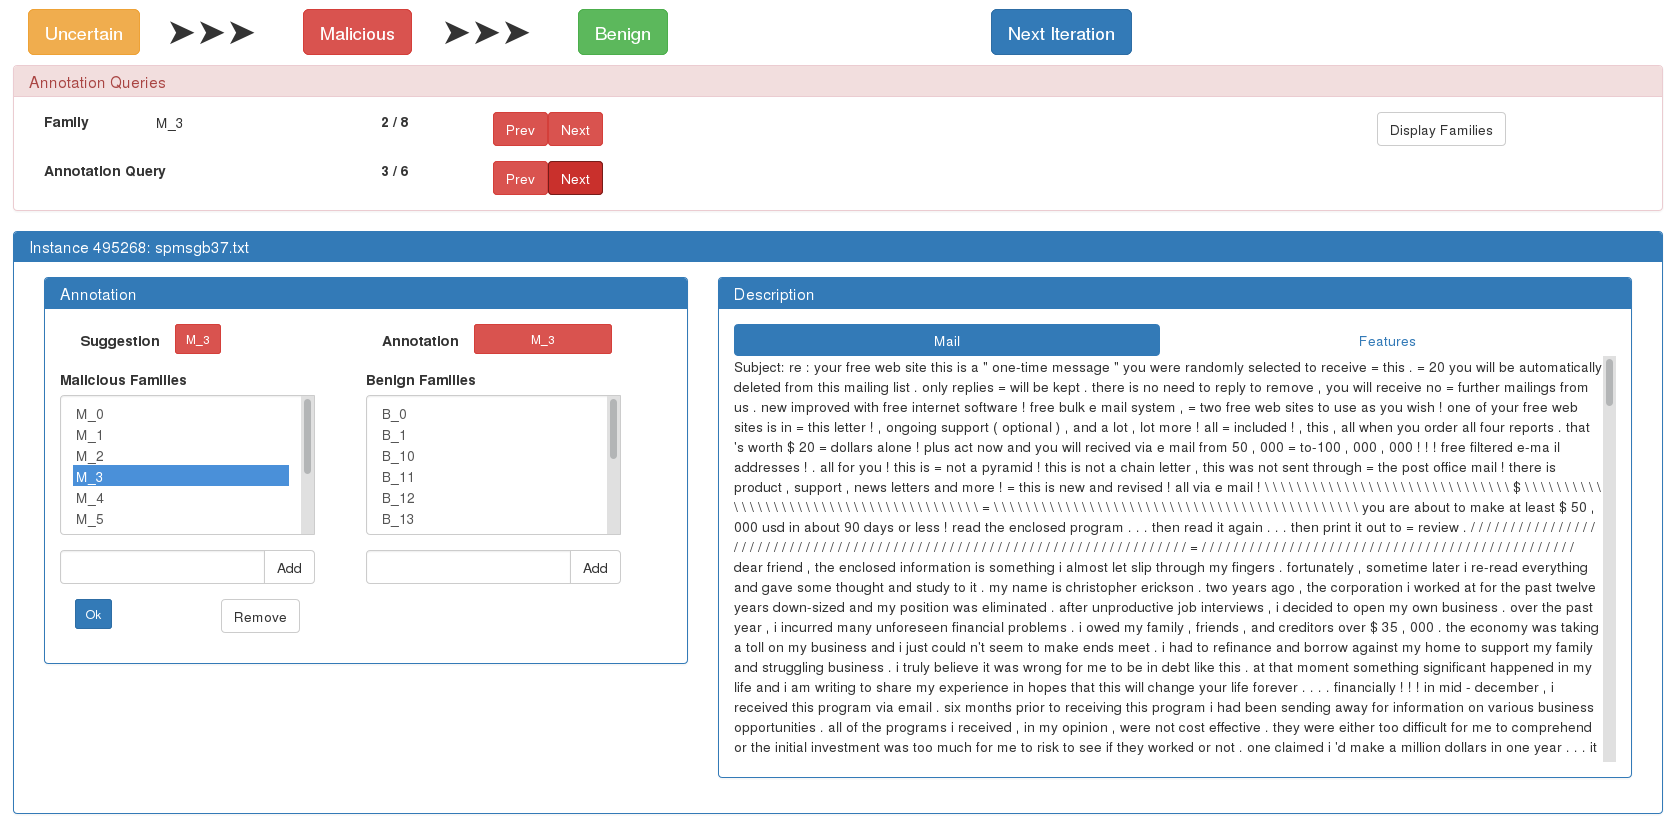 Uncertain ➤➤➤ Malicious ➤➤➤ Benign Next Iteration
Annotation Queries
Family M_3 2 / 8 Prev Next Display Families
Annotation Query 3 / 6 Prev Next
Instance 495268: spmsgb37.txt
Annotation
Suggestion M_3 Annotation M_3
Malicious Families Benign Families
M_0 B_0
M_1 B_1
M_2 B_10
M_3 B_11
M_4 B_12
M_5 B_13
Add Add
Ok Remove
Description
Mail Features
Subject: re : your free web site this is a " one-time message " you were randomly selected to receive = this . = 20 you will be automatically
deleted from this mailing list . only replies = will be kept . there is no need to reply to remove , you will receive no = further mailings from
us . new improved with free internet software ! free bulk e mail system , = two free web sites to use as you wish ! one of your free web
sites is in = this letter ! , ongoing support ( optional ) , and a lot , lot more ! all = included ! , this , all when you order all four reports . that
's worth $ 20 = dollars alone ! plus act now and you will recived via e mail from 50 , 000 = to-100 , 000 , 000 ! ! ! free filtered e-ma il
addresses ! . all for you ! this is = not a pyramid ! this is not a chain letter , this was not sent through = the post office mail ! there is
product , support , news letters and more ! = this is new and revised ! all via e mail ! \ \ \ \ \ \ \ \ \ \ \ \ \ \ \ \ \ \ \ \ \ \ \ \ \ \ \ \ \ \ \ $ \ \ \ \ \ \ \ \ \ \
\ \ \ \ \ \ \ \ \ \ \ \ \ \ \ \ \ \ \ \ \ \ \ \ \ \ \ \ \ \ \ = \ \ \ \ \ \ \ \ \ \ \ \ \ \ \ \ \ \ \ \ \ \ \ \ \ \ \ \ \ \ \ \ \ \ \ \ \ \ \ \ \ \ \ \ \ \ you are about to make at least $ 50 ,
000 usd in about 90 days or less ! read the enclosed program . . . then read it again . . . then print it out to = review . / / / / / / / / / / / / / / / /
/ / / / / / / / / / / / / / / / / / / / / / / / / / / / / / / / / / / / / / / / / / / / / / / / / / / / / / / / / = / / / / / / / / / / / / / / / / / / / / / / / / / / / / / / / / / / / / / / / / / / / / / / /
dear friend , the enclosed information is something i almost let slip through my fingers . fortunately , sometime later i re-read everything
and gave some thought and study to it . my name is christopher erickson . two years ago , the corporation i worked at for the past twelve
years down-sized and my position was eliminated . after unproductive job interviews , i decided to open my own business . over the past
year , i incurred many unforeseen financial problems . i owed my family , friends , and creditors over $ 35 , 000 . the economy was taking
a toll on my business and i just could n't seem to make ends meet . i had to refinance and borrow against my home to support my family
and struggling business . i truly believe it was wrong for me to be in debt like this . at that moment something significant happened in my
life and i am writing to share my experience in hopes that this will change your life forever . . . . financially ! ! ! in mid - december , i
received this program via email . six months prior to receiving this program i had been sending away for information on various business
opportunities . all of the programs i received , in my opinion , were not cost effective . they were either too difficult for me to comprehend
or the initial investment was too much for me to risk to see if they worked or not . one claimed i 'd make a million dollars in one year . . . it